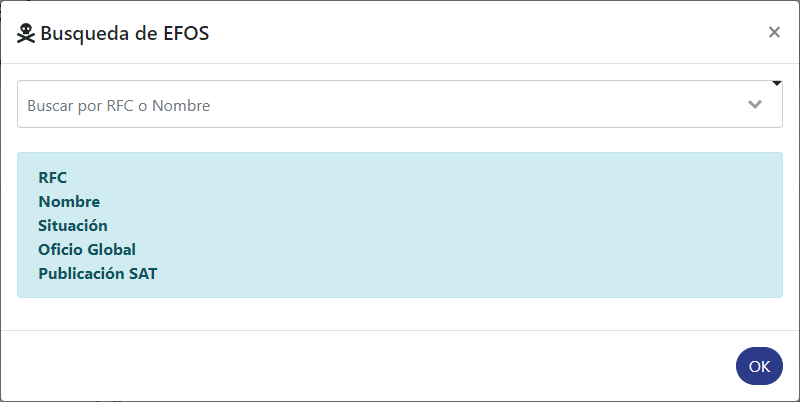 Busqueda de EFOS
×
Buscar por RFC o Nombre
RFC
Nombre
Situación
Oficio Global
Publicación SAT
OK